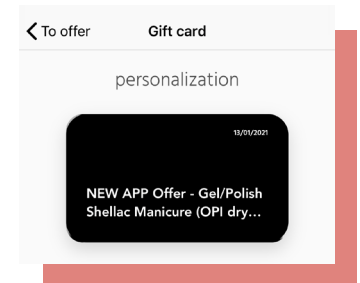 To offer Gift card
personalization
13/01/2021
NEW APP Offer - Gel/Polish
Shellac Manicure (OPI dry...